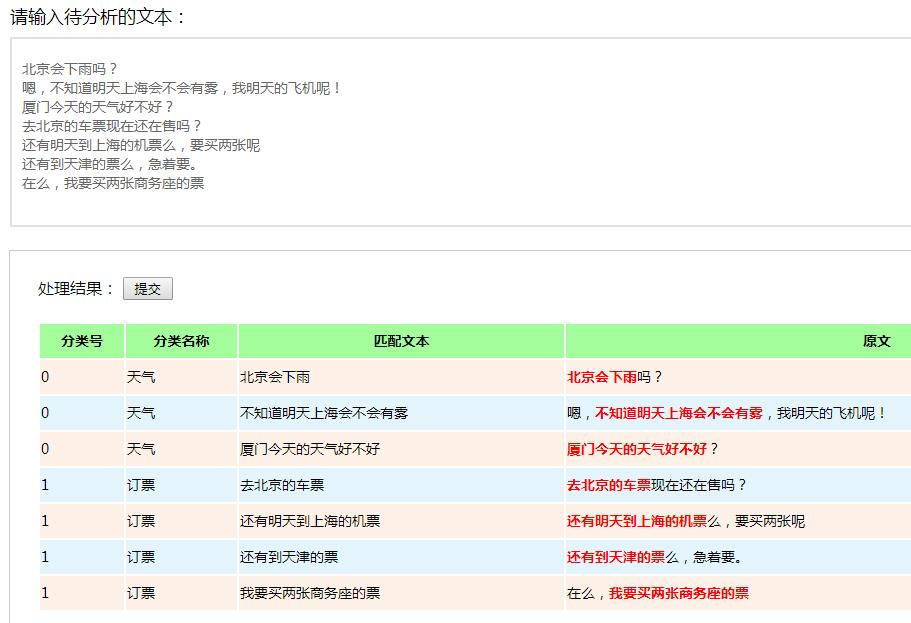 请输入待分析的文本：
北京会下雨吗？
嗯，不知道明天上海会不会有雾，我明天的飞机呢！
厦门今天的天气好不好？
去北京的车票现在还在售吗？
还有明天到上海的机票么，要买两张呢
还有到天津的票么，急着要。
在么，我要买两张商务座的票
处理结果： 提交
分类号 分类名称 匹配文本 原文
0 天气 北京会下雨 北京会下雨吗？
0 天气 不知道明天上海会不会有雾 嗯，不知道明天上海会不会有雾，我明天的飞机呢！
0 天气 厦门今天的天气好不好 厦门今天的天气好不好？
1 订票 去北京的车票 去北京的车票现在还在售吗？
1 订票 还有明天到上海的机票 还有明天到上海的机票么，要买两张呢
1 订票 还有到天津的票 还有到天津的票么，急着要。
1 订票 我要买两张商务座的票 在么，我要买两张商务座的票